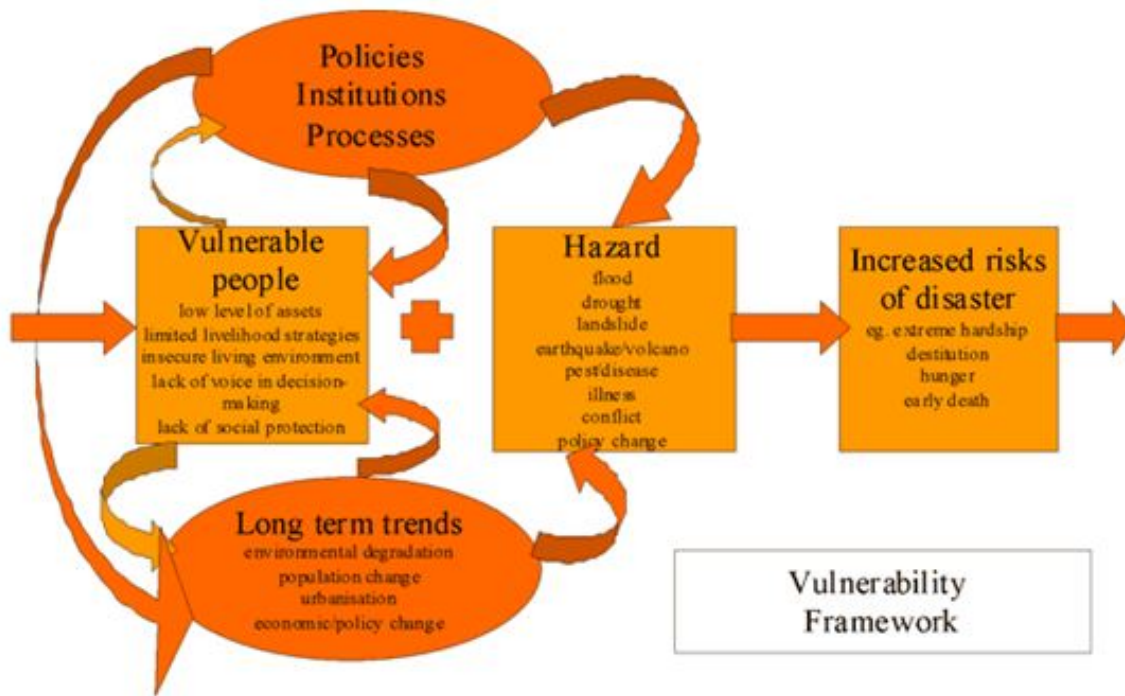 Policies
Institutions
Processes
Vulnerable
people
low level of assets
limited livelihood strategies
insecure living environment
lack of voice in decision-
making
lack of social protection
Hazard
flood
drought
landslide
earthquake/volcano
pest/disease
illness
conflict
policy change
Increased risks
of disaster
eg. extreme hardship
destitution
hunger
early death
Long term trends
environmental degradation
population change
urbanisation
economic/policy change
Vulnerability
Framework